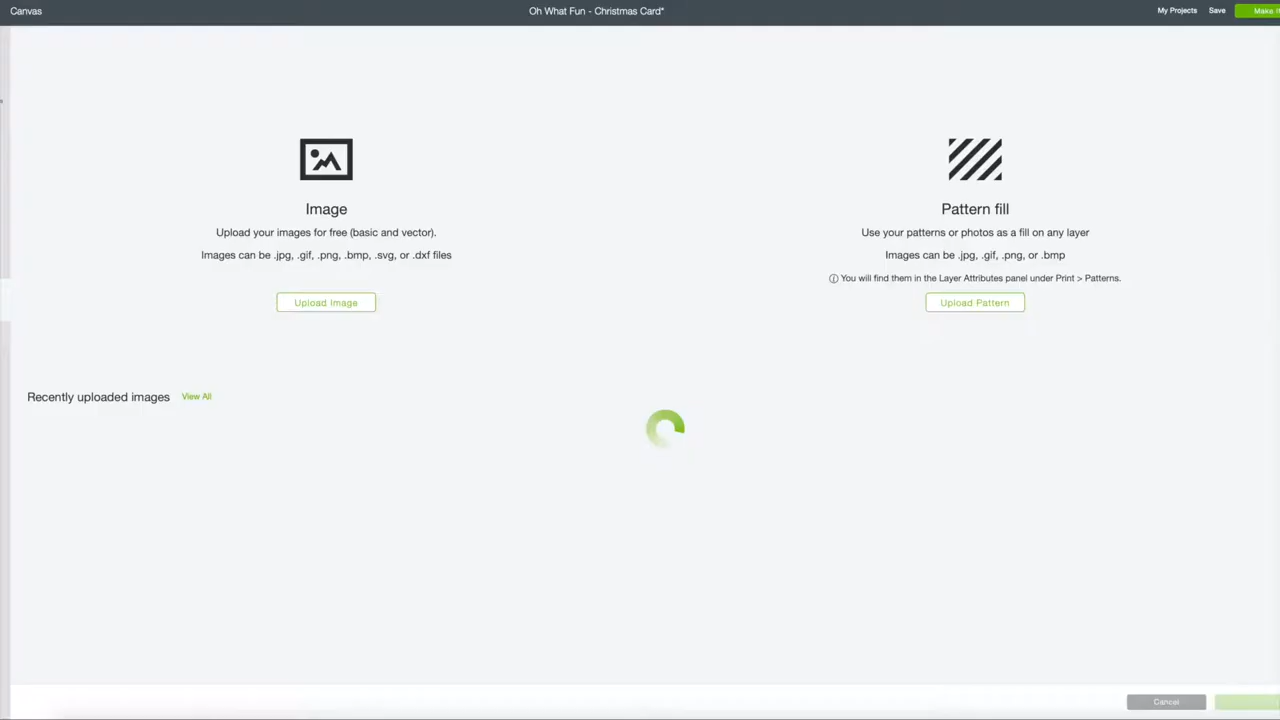 Canvas
Oh What Fun - Christmas Card*
My Projects
Save
Make
Image
Upload your images for free (basic and vector).
Images can be .jpg, .gif, .png, .bmp, .svg, or .dxf files
Upload Image
Pattern fill
Use your patterns or photos as a fill on any layer
Images can be .jpg, .gif, .png, or .bmp
You will find them in the Layer Attributes panel under Print > Patterns.
Upload Pattern
Recently uploaded images View All
Cancel